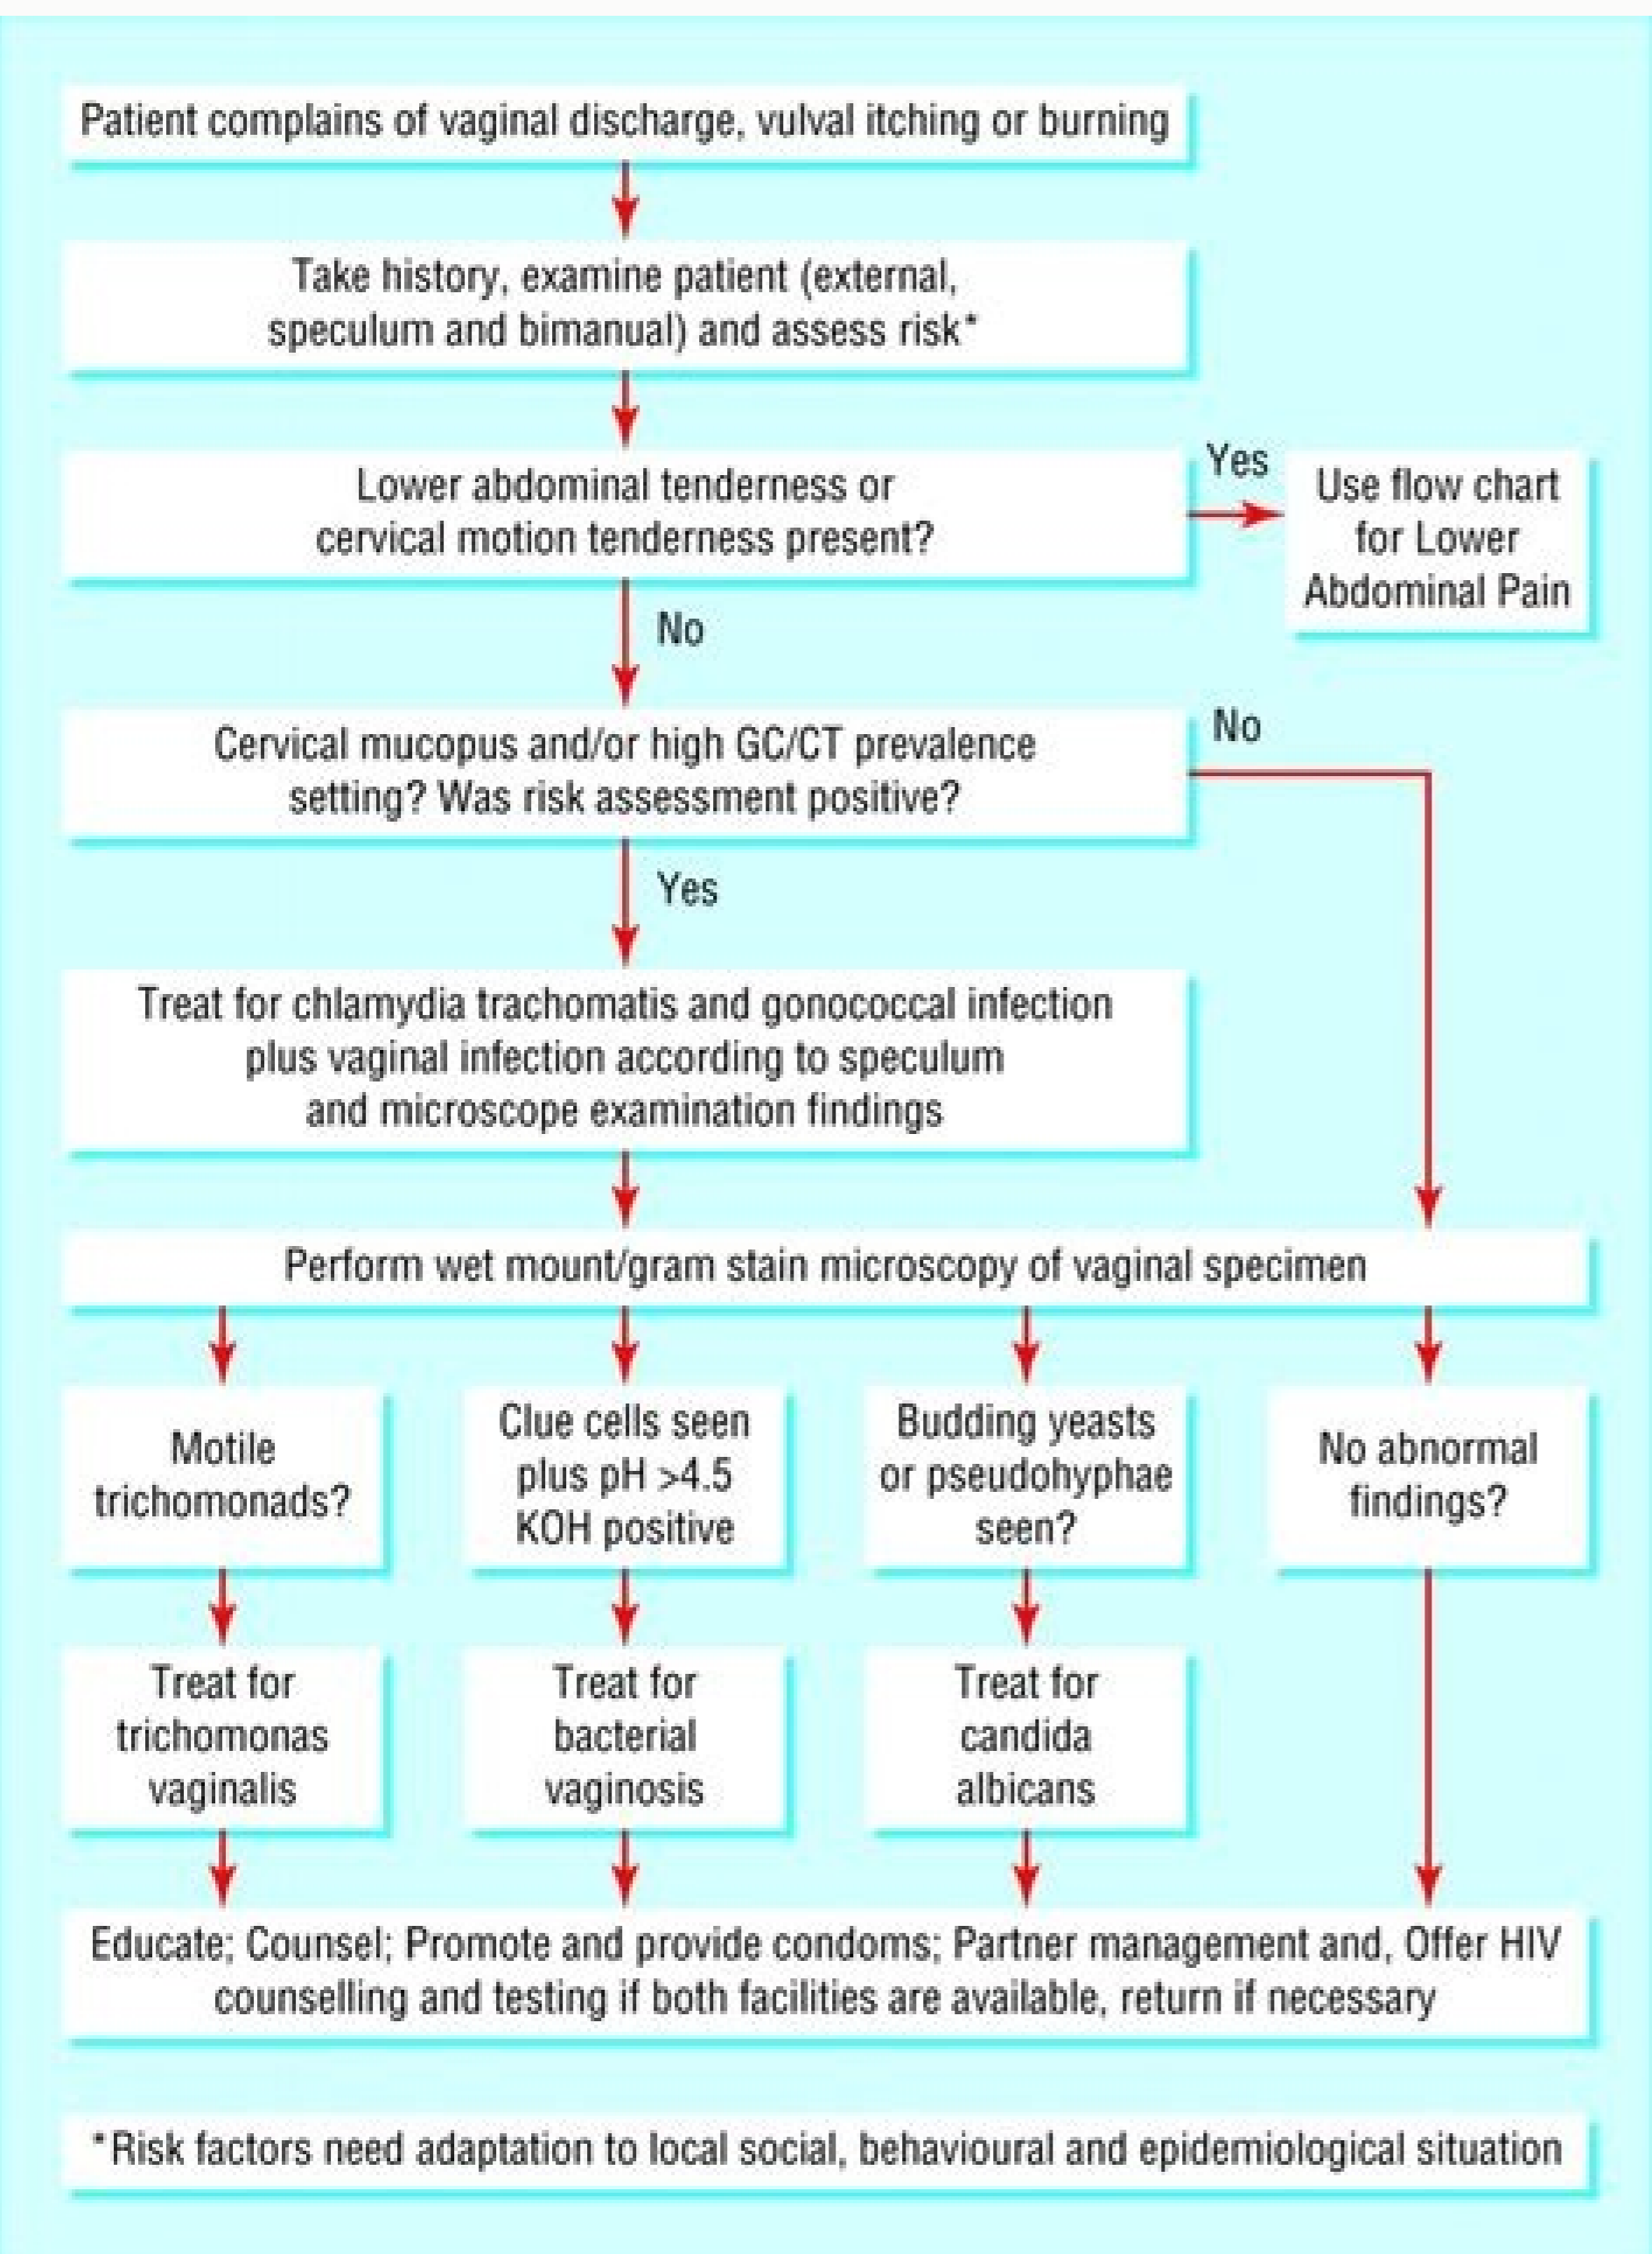 Patient complains of vaginal discharge, vulval itching or burning
Take history, examine patient (external,
speculum and bimanual) and assess risk*
Lower abdominal tenderness or
cervical motion tenderness present?
Yes
Use flow chart
for Lower
Abdominal Pain
No
Cervical mucopus and/or high GC/CT prevalence
setting? Was risk assessment positive?
No
Yes
Treat for chlamydia trachomatis and gonococcal infection
plus vaginal infection according to speculum
and microscope examination findings
Perform wet mount/gram stain microscopy of vaginal specimen
Motile
trichomonads?
Clue cells seen
plus pH >4.5
KOH positive
Budding yeasts
or pseudohyphae
seen?
No abnormal
findings?
Treat for
trichomonas
vaginalis
Treat for
bacterial
vaginosis
Treat for
candida
albicans
Educate; Counsel; Promote and provide condoms; Partner management and, Offer HIV
counselling and testing if both facilities are available, return if necessary
*Risk factors need adaptation to local social, behavioural and epidemiological situation